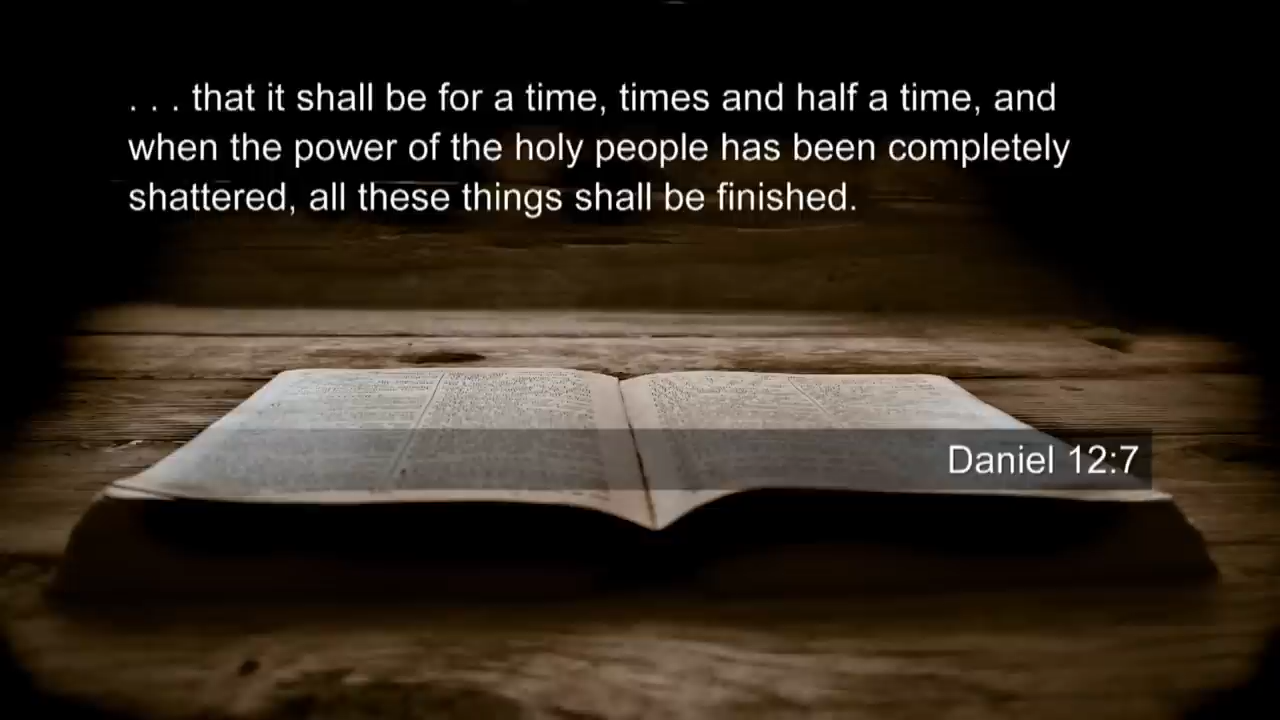 . . . that it shall be for a time, times and half a time, and
when the power of the holy people has been completely
shattered, all these things shall be finished.
Daniel 12:7